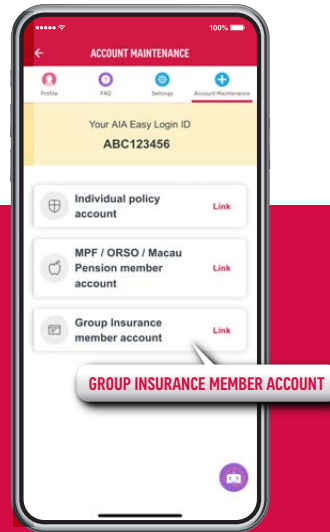 100%
ACCOUNT MAINTENANCE
Profile
FAQ
Settings
Account Maintenance
Your AIA Easy Login ID
ABC123456
Individual policy
account
Link
MPF / ORSO / Macau
Pension member
account
Link
Group Insurance
member account
Link
GROUP INSURANCE MEMBER ACCOUNT